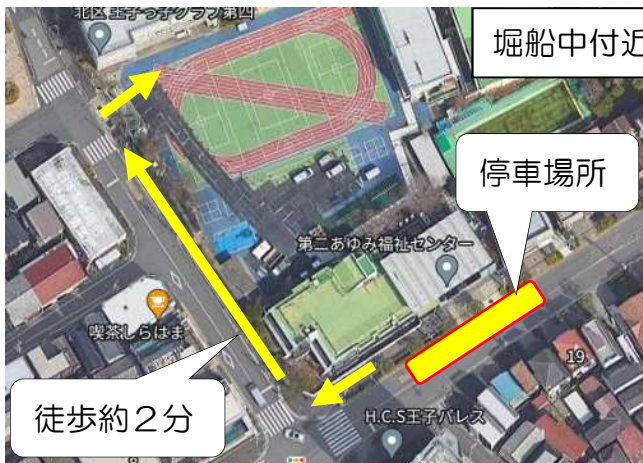 北区 王子っ子クラブ第四
堀船中付近
停車場所
第二あゆみ福祉センター
喫茶しらはま
徒歩約２分
19
H.C.S王子パレス